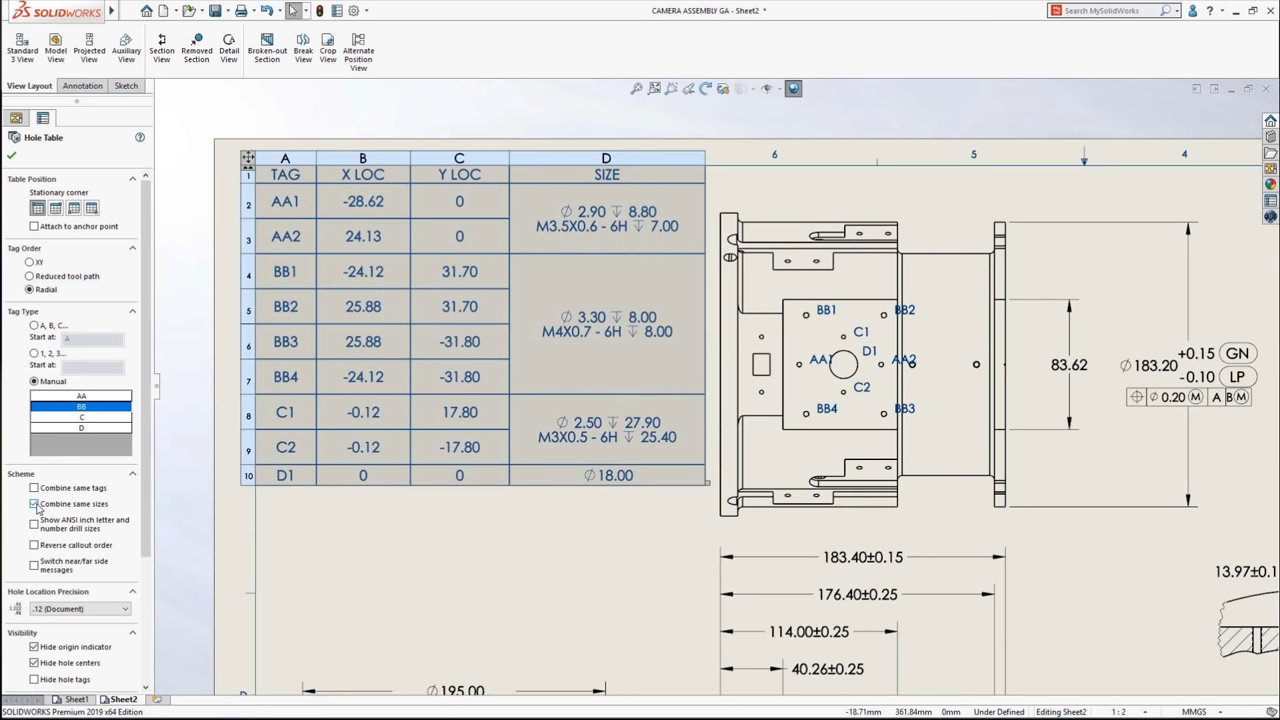 SOLIDWORKS
CAMERA ASSEMBLY GA - Sheet2 *
Search MySolidWorks
Standard 3 View
Model View
Projected View
Auxiliary View
Section View
Removed Section
Detail View
Broken-out Section
Break View
Crop View
Alternate Position View
View Layout
Annotation
Sketch
Hole Table
Table Position
Stationary corner
Attach to anchor point
Tag Order
XY
Reduced tool path
Radial
Tag Type
A, B, C...
Start at: A
1, 2, 3...
Start at:
Manual
AA
BB
C
D
Scheme
Combine same tags
Combine same sizes
Show ANSI inch letter and
number drill sizes
Reverse callout order
Switch near/far side
messages
Hole Location Precision
.12 (Document)
Visibility
Hide origin indicator
Hide hole centers
Hide hole tags
A B C D
1 TAG X LOC Y LOC SIZE
2 AA1 -28.62 0
∅ 2.90 ↧ 8.80
M3.5X0.6 - 6H ↧ 7.00
3 AA2 24.13 0
4 BB1 -24.12 31.70
5 BB2 25.88 31.70
∅ 3.30 ↧ 8.00
M4X0.7 - 6H ↧ 8.00
6 BB3 25.88 -31.80
7 BB4 -24.12 -31.80
8 C1 -0.12 17.80
∅ 2.50 ↧ 27.90
M3X0.5 - 6H ↧ 25.40
9 C2 -0.12 -17.80
10 D1 0 0 ∅18.00
6 5 4
BB1 BB2
C1
D1
AA1 AA2
C2
BB4 BB3
83.62
∅183.20 +0.15 -0.10
GN
LP
∅ 0.20 Ⓜ A BⓂ
183.40±0.15
176.40±0.25
114.00±0.25
40.26±0.25
∅195.00
13.97±0.1
D
Sheet1
Sheet2
SOLIDWORKS Premium 2019 x64 Edition
-18.71mm
361.84mm
0mm
Under Defined
Editing Sheet2
1 : 2
MMGS